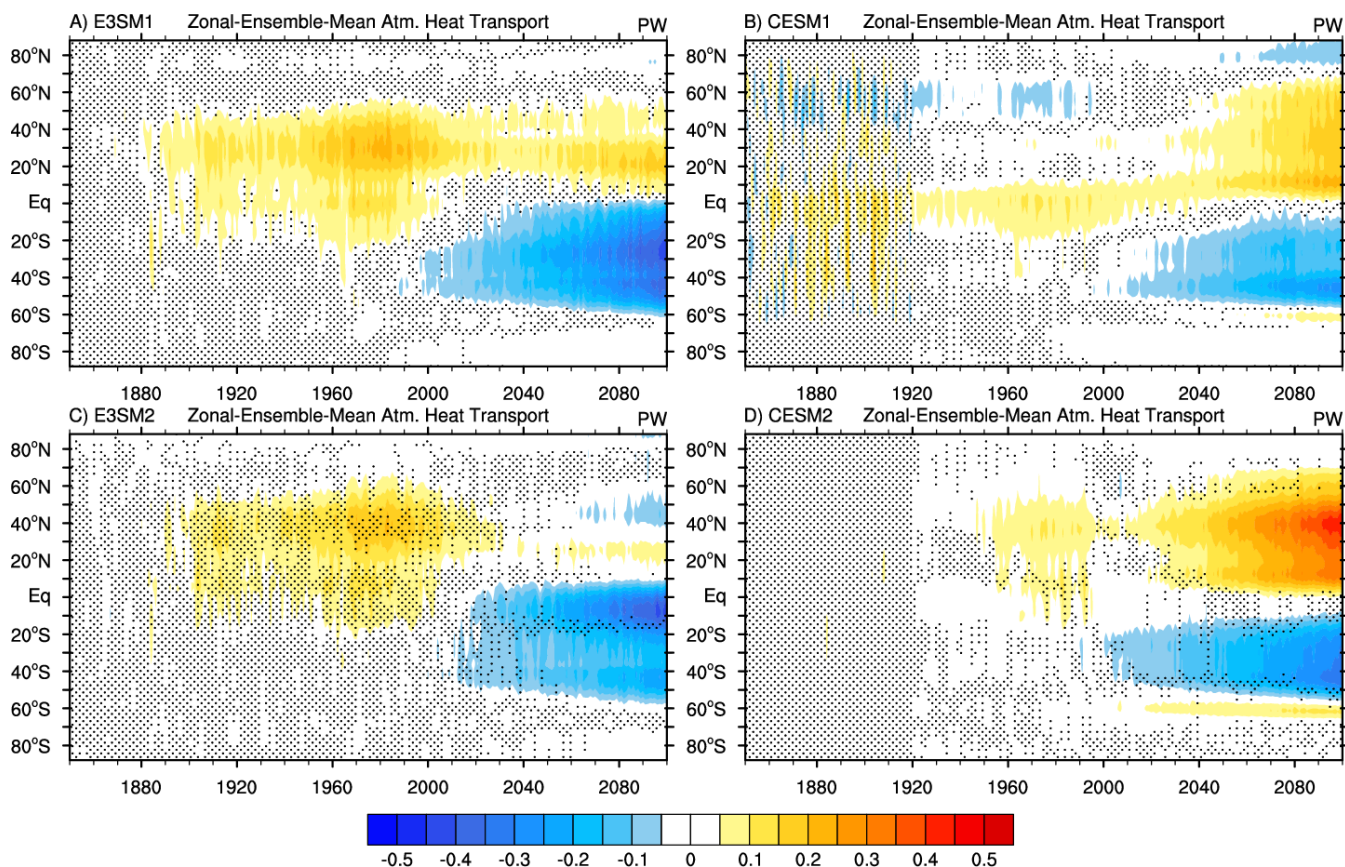 A) E3SM1 Zonal-Ensemble-Mean Atm. Heat Transport PW
80°N
60°N
40°N
20°N
Eq
20°S
40°S
60°S
80°S
1880 1920 1960 2000 2040 2080
B) CESM1 Zonal-Ensemble-Mean Atm. Heat Transport PW
80°N
60°N
40°N
20°N
Eq
20°S
40°S
60°S
80°S
1880 1920 1960 2000 2040 2080
C) E3SM2 Zonal-Ensemble-Mean Atm. Heat Transport PW
80°N
60°N
40°N
20°N
Eq
20°S
40°S
60°S
80°S
1880 1920 1960 2000 2040 2080
D) CESM2 Zonal-Ensemble-Mean Atm. Heat Transport PW
80°N
60°N
40°N
20°N
Eq
20°S
40°S
60°S
80°S
1880 1920 1960 2000 2040 2080
-0.5 -0.4 -0.3 -0.2 -0.1 0 0.1 0.2 0.3 0.4 0.5